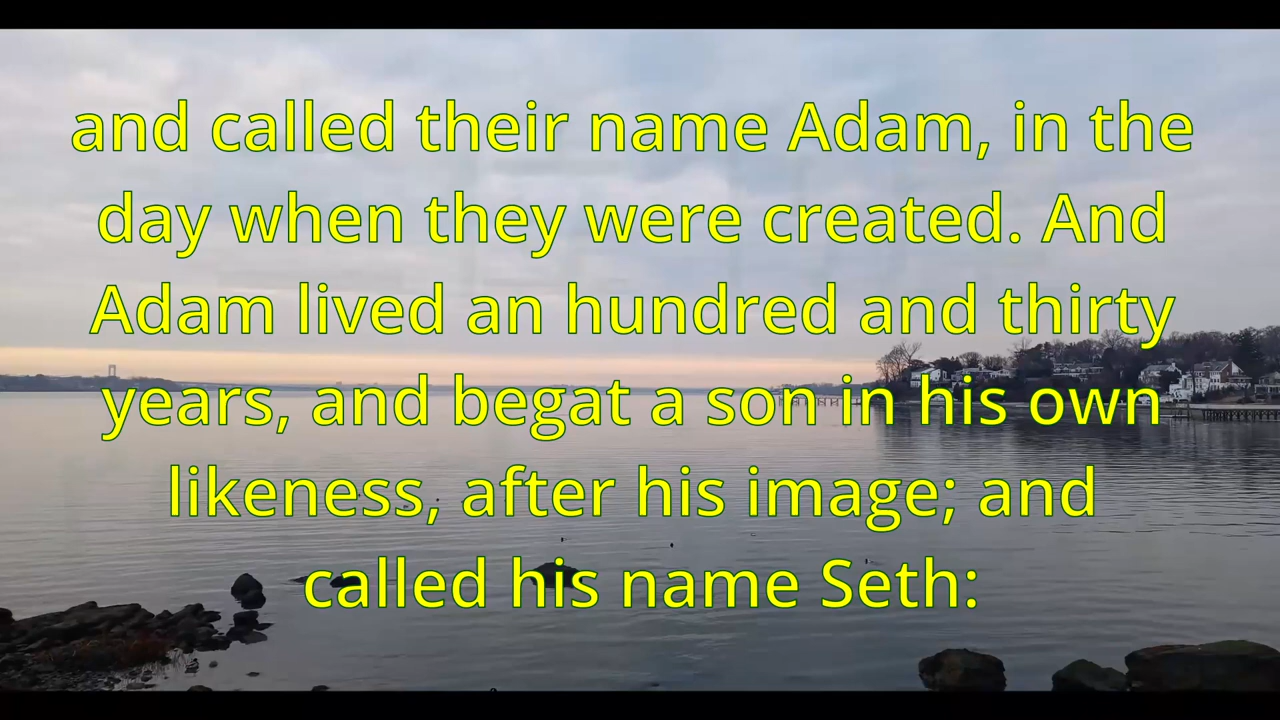 and called their name Adam, in the
day when they were created. And
Adam lived an hundred and thirty
years, and begat a son in his own
likeness, after his image; and
called his name Seth: